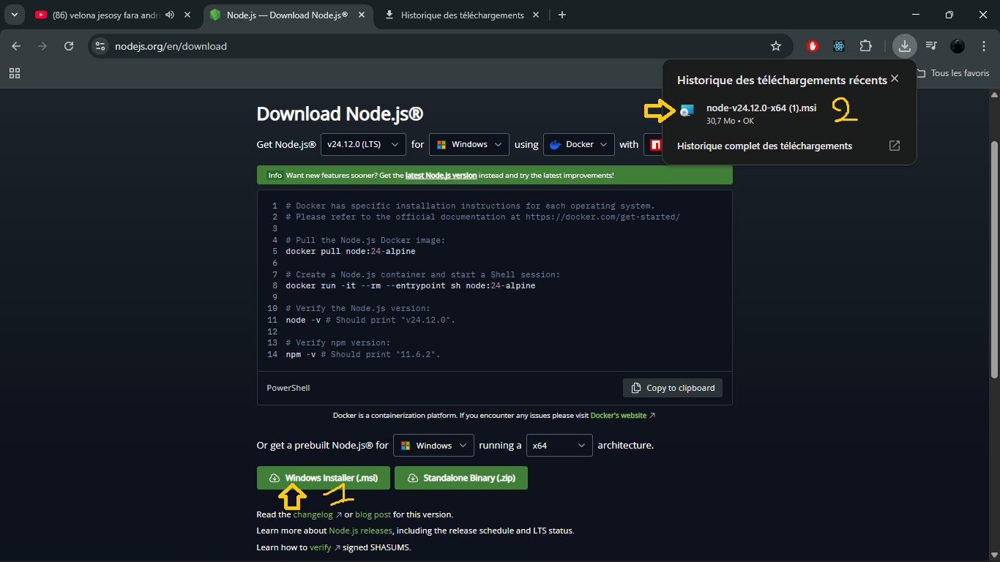 (86) velona jesosy fara andri
Node.js — Download Node.js®
Historique des téléchargements
nodejs.org/en/download
Tous les favoris
Historique des téléchargements récents
node-v24.12.0-x64 (1).msi
2
30,7 Mo • OK
Historique complet des téléchargements
Download Node.js®
Get Node.js® v24.12.0 (LTS) for Windows using Docker with
Info Want new features sooner? Get the latest Node.js version instead and try the latest improvements!
1 # Docker has specific installation instructions for each operating system.
2 # Please refer to the official documentation at https://docker.com/get-started/
3
4 # Pull the Node.js Docker image:
5 docker pull node:24-alpine
6
7 # Create a Node.js container and start a Shell session:
8 docker run -it --rm --entrypoint sh node:24-alpine
9
10 # Verify the Node.js version:
11 node -v # Should print "v24.12.0".
12
13 # Verify npm version:
14 npm -v # Should print "11.6.2".
PowerShell
Copy to clipboard
Docker is a containerization platform. If you encounter any issues please visit Docker's website
Or get a prebuilt Node.js® for Windows running a x64 architecture.
Windows Installer (.msi)
Standalone Binary (.zip)
1
Read the changelog or blog post for this version.
Learn more about Node.js releases, including the release schedule and LTS status.
Learn how to verify signed SHASUMS.